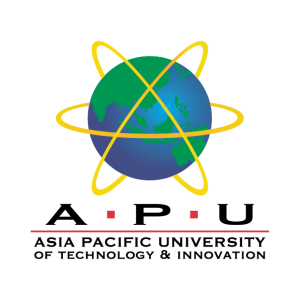 A · P · U
ASIA PACIFIC UNIVERSITY
OF TECHNOLOGY & INNOVATION